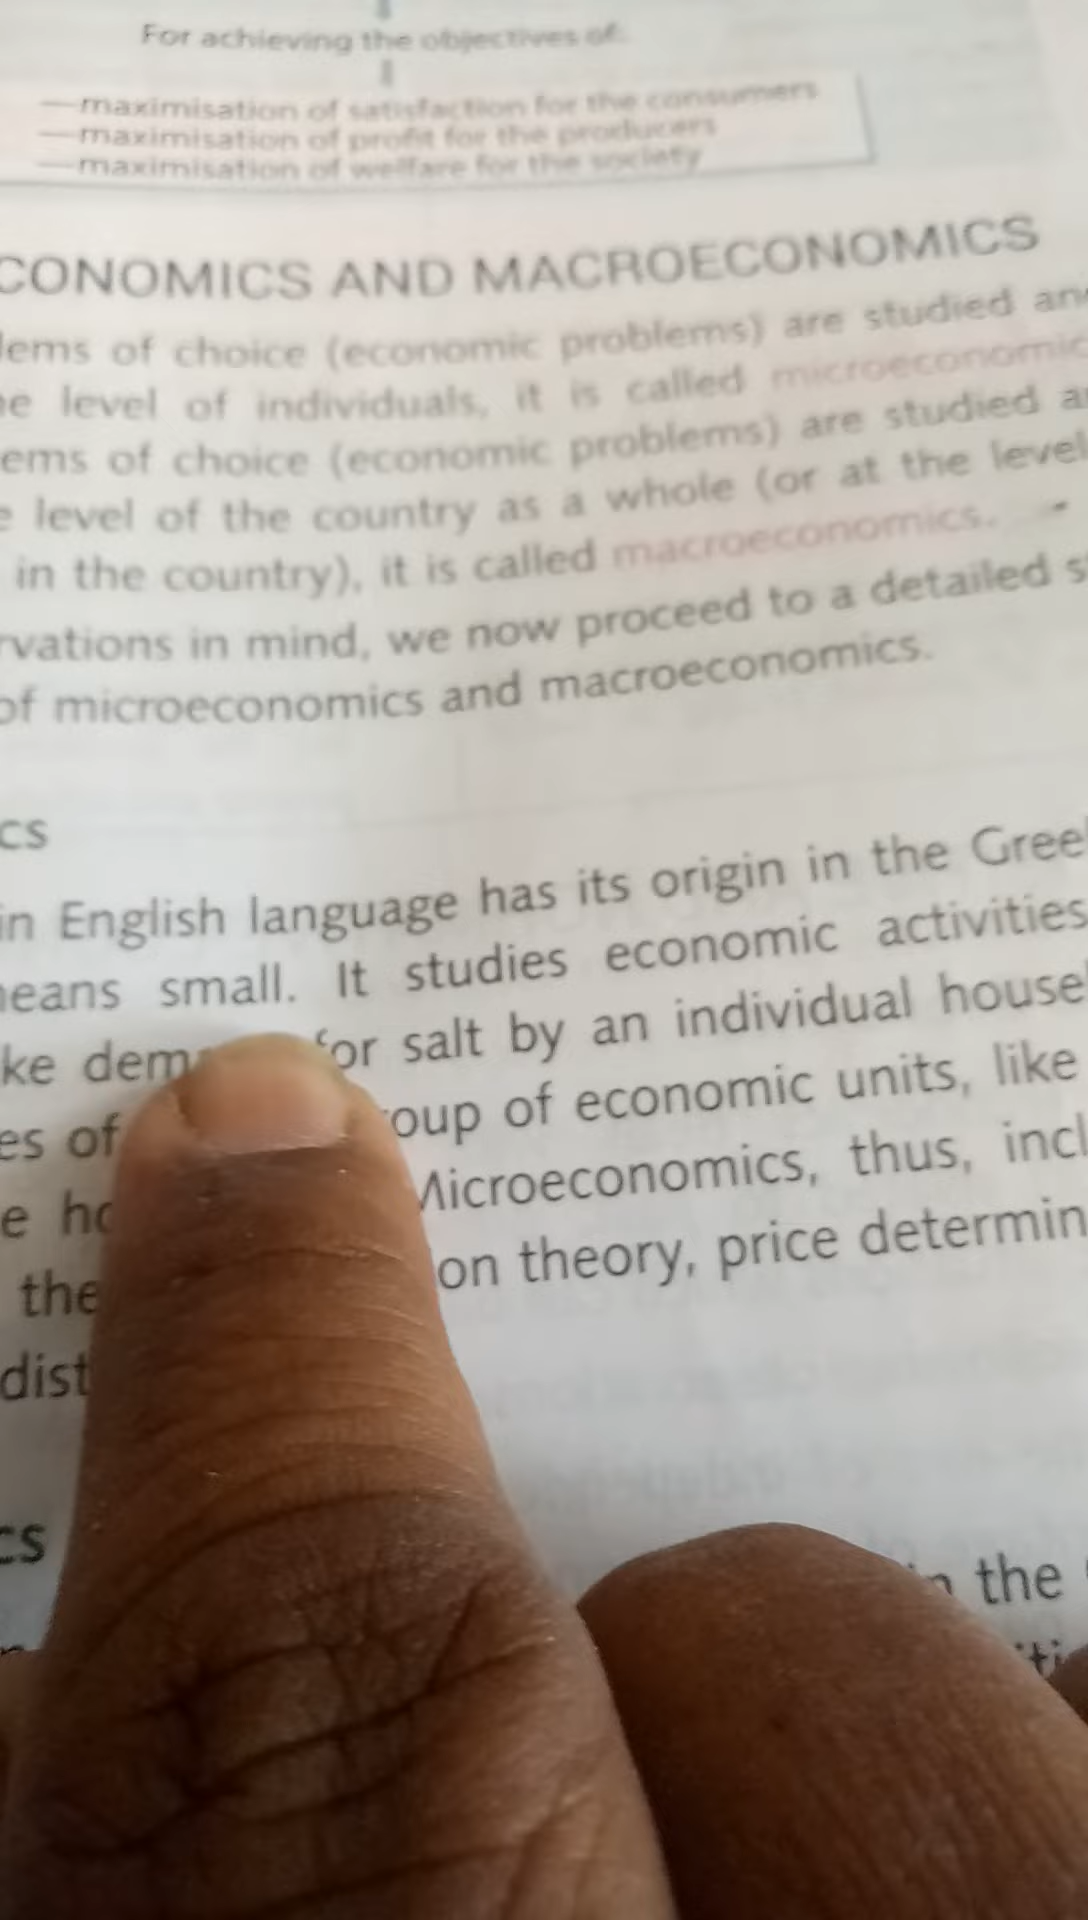 For achieving the objectives of:
—maximisation of satisfaction for the consumers
—maximisation of profit for the producers
—maximisation of welfare for the society
CONOMICS AND MACROECONOMICS
lems of choice (economic problems) are studied an
e level of individuals, it is called microeconomic
ems of choice (economic problems) are studied a
e level of the country as a whole (or at the level
in the country), it is called macroeconomics.
rvations in mind, we now proceed to a detailed s
of microeconomics and macroeconomics.
cs
in English language has its origin in the Gree
eans small. It studies economic activities
ke dem for salt by an individual house
es of oup of economic units, like
e ho Microeconomics, thus, incl
the on theory, price determin
dist
cs
n the
iti